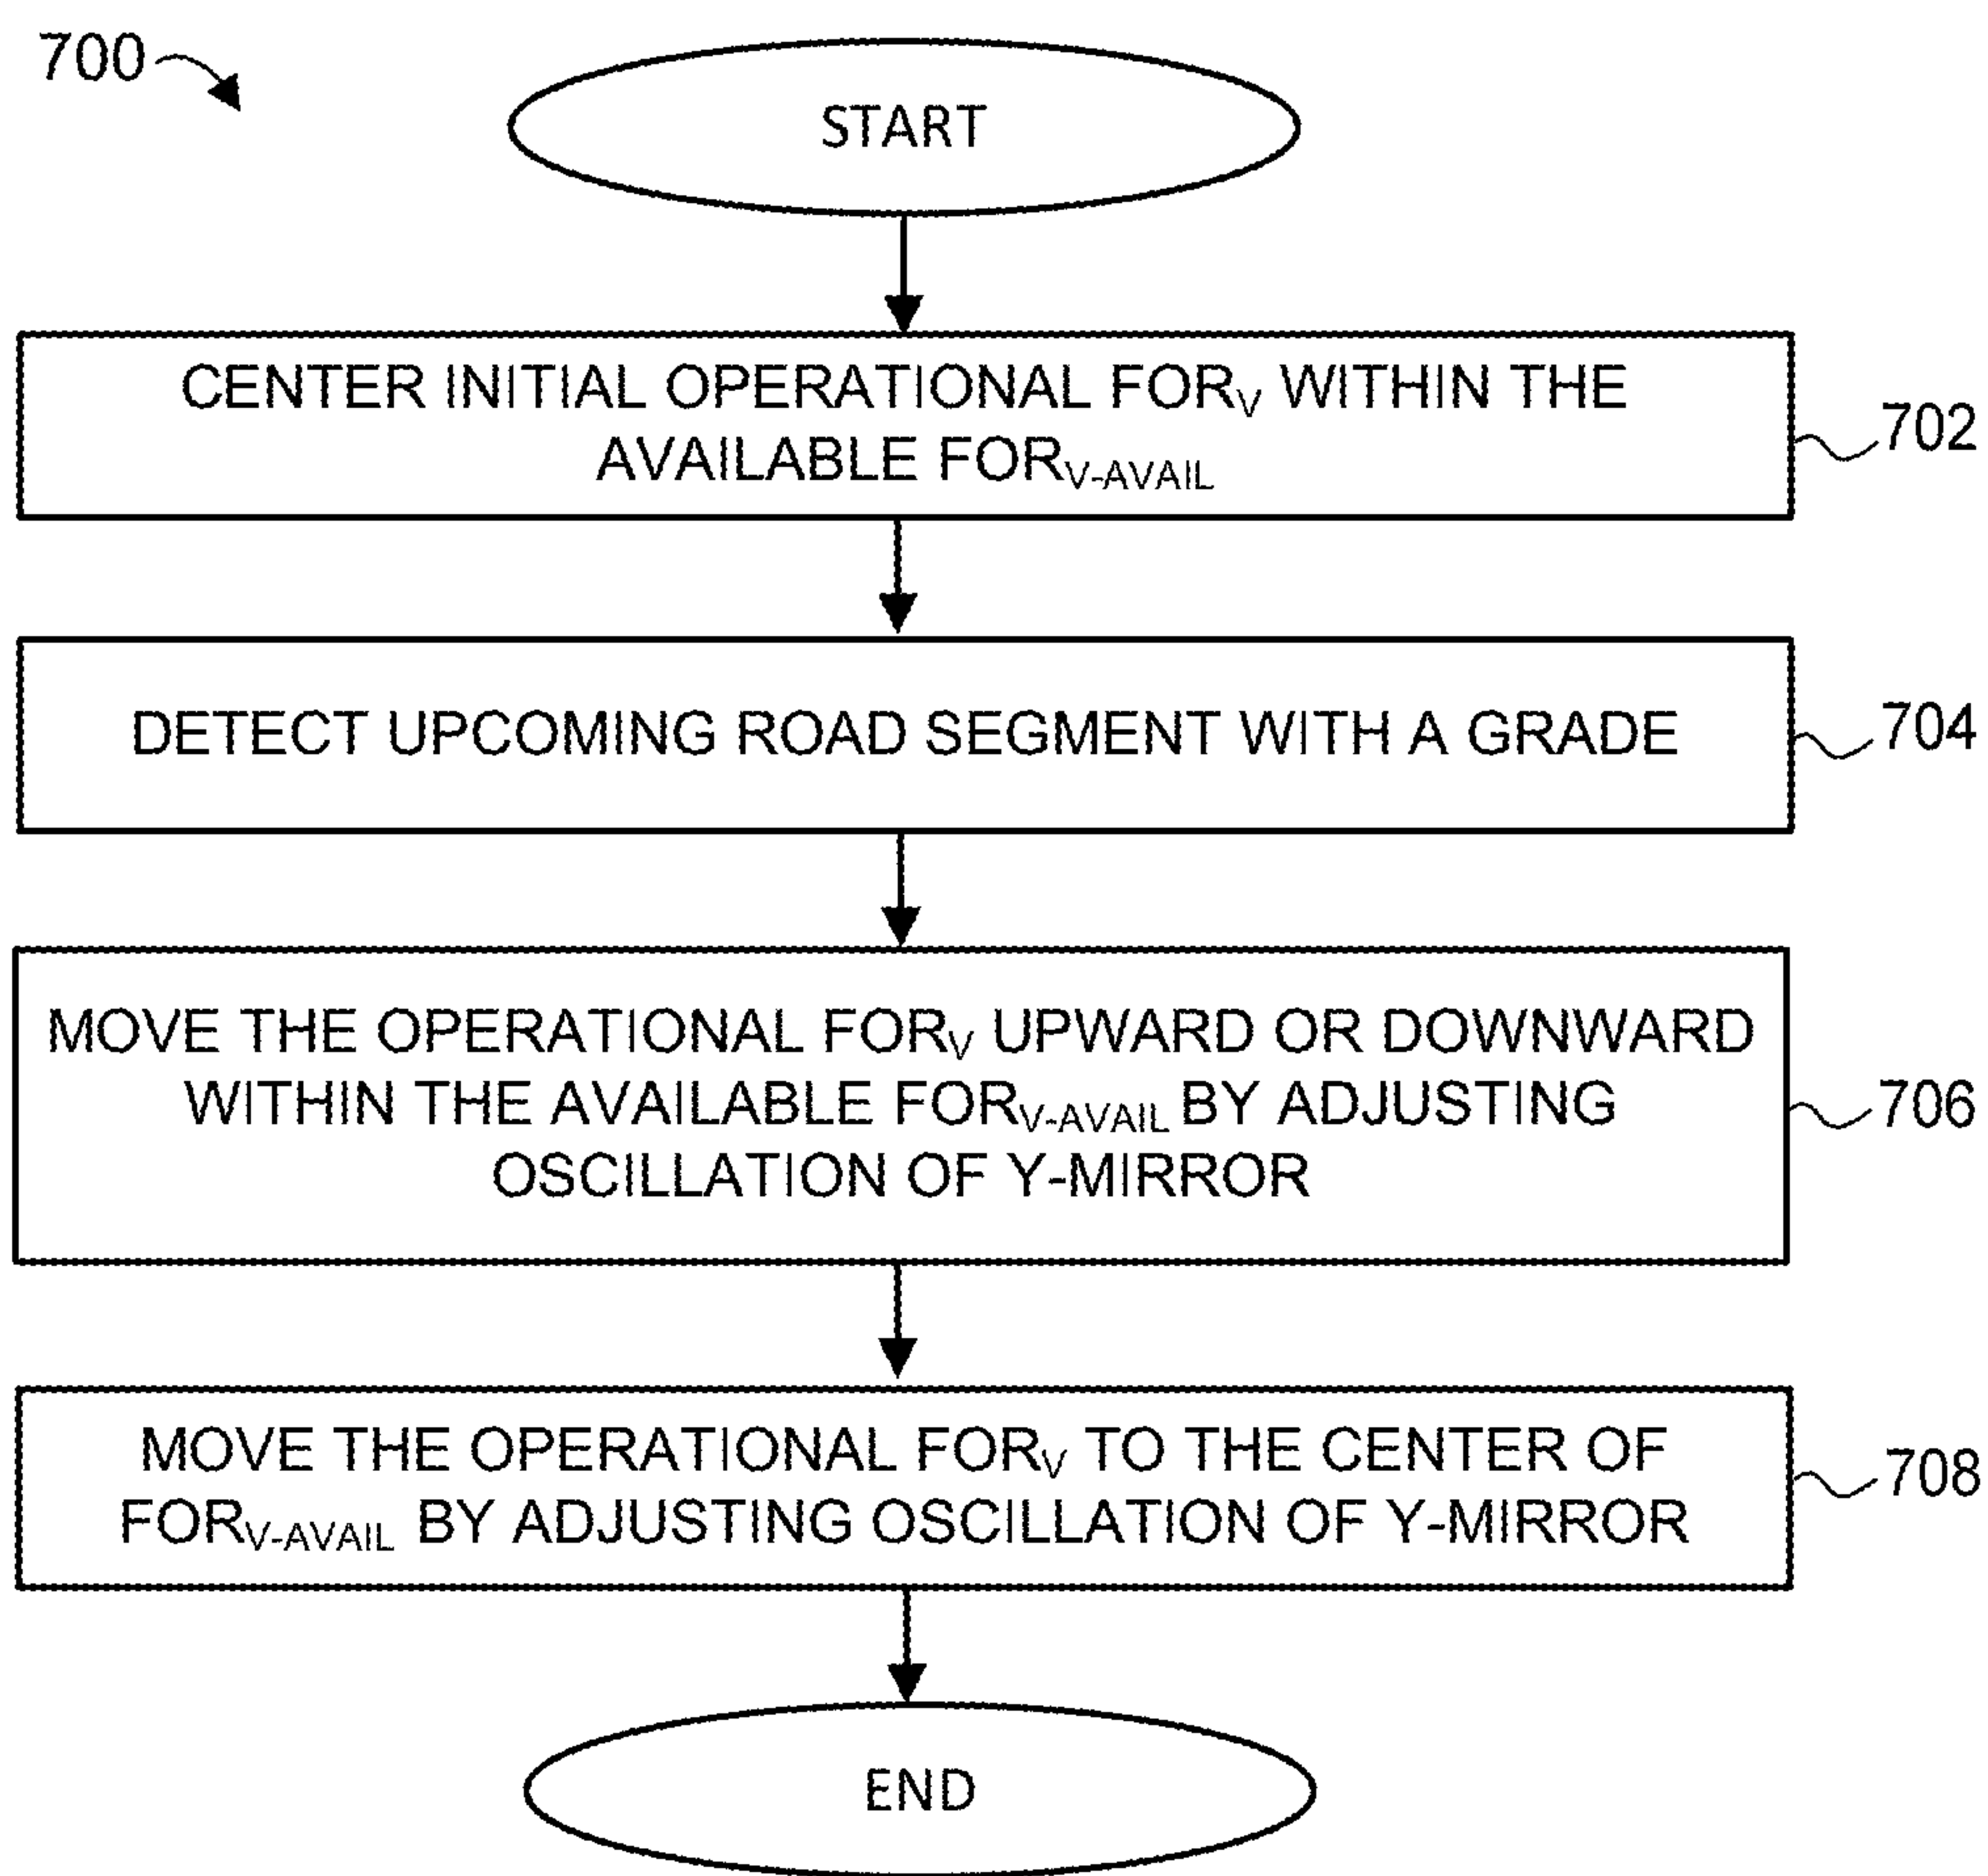 700
START
CENTER INITIAL OPERATIONAL FORV WITHIN THE
AVAILABLE FORV-AVAIL
702
DETECT UPCOMING ROAD SEGMENT WITH A GRADE
704
MOVE THE OPERATIONAL FORV UPWARD OR DOWNWARD
WITHIN THE AVAILABLE FORV-AVAIL BY ADJUSTING
OSCILLATION OF Y-MIRROR
706
MOVE THE OPERATIONAL FORV TO THE CENTER OF
FORV-AVAIL BY ADJUSTING OSCILLATION OF Y-MIRROR
708
END